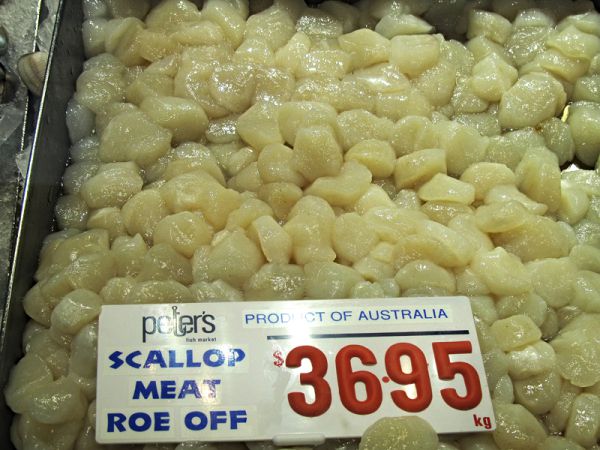 peter's
fish market
PRODUCT OF AUSTRALIA
SCALLOP
MEAT
ROE OFF
$36.95
kg